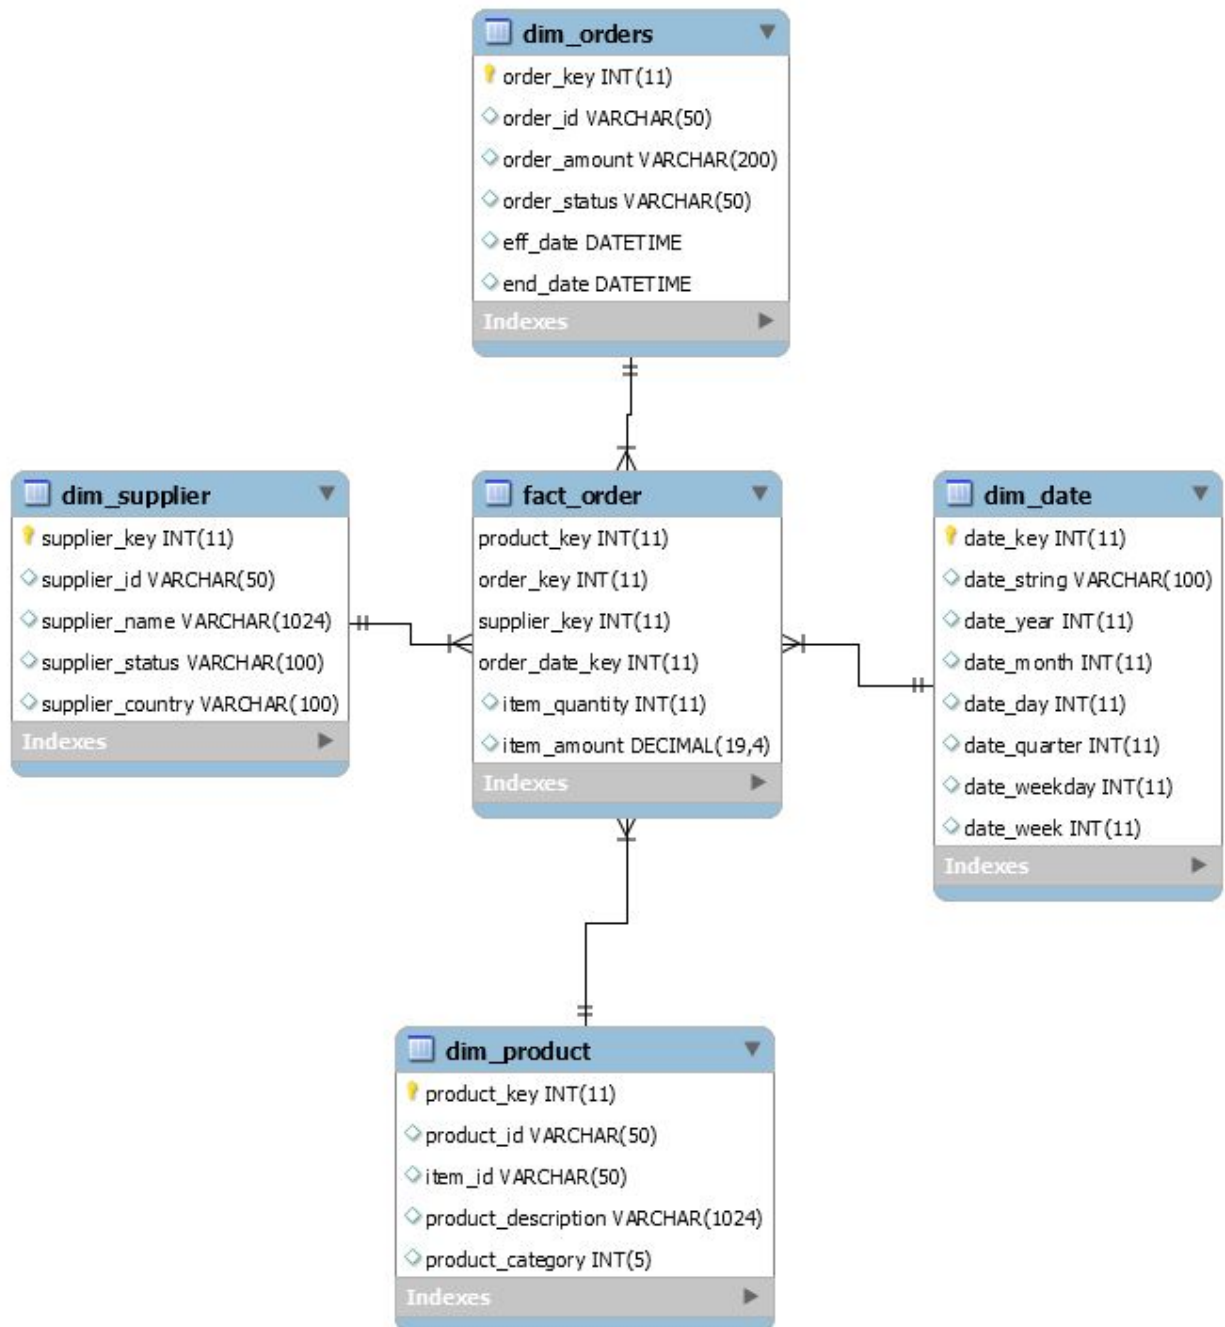 dim_orders
order_key INT(11)
order_id VARCHAR(50)
order_amount VARCHAR(200)
order_status VARCHAR(50)
eff_date DATETIME
end_date DATETIME
Indexes
dim_supplier
supplier_key INT(11)
supplier_id VARCHAR(50)
supplier_name VARCHAR(1024)
supplier_status VARCHAR(100)
supplier_country VARCHAR(100)
Indexes
fact_order
product_key INT(11)
order_key INT(11)
supplier_key INT(11)
order_date_key INT(11)
item_quantity INT(11)
item_amount DECIMAL(19,4)
Indexes
dim_date
date_key INT(11)
date_string VARCHAR(100)
date_year INT(11)
date_month INT(11)
date_day INT(11)
date_quarter INT(11)
date_weekday INT(11)
date_week INT(11)
Indexes
dim_product
product_key INT(11)
product_id VARCHAR(50)
item_id VARCHAR(50)
product_description VARCHAR(1024)
product_category INT(5)
Indexes